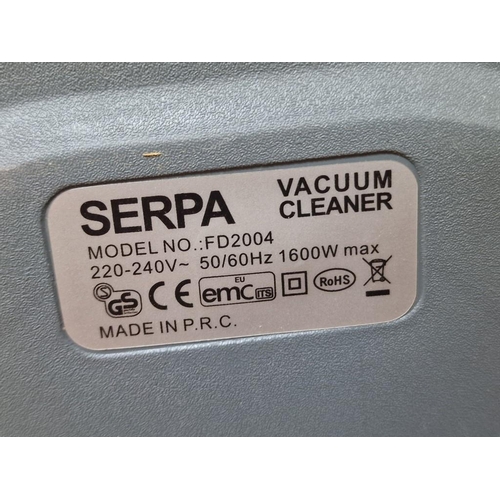 SERPA VACUUM CLEANER
MODEL NO.:FD2004
220-240V~ 50/60Hz 1600W max
S GS CE EU emc ITS RoHS
MADE IN P.R.C.